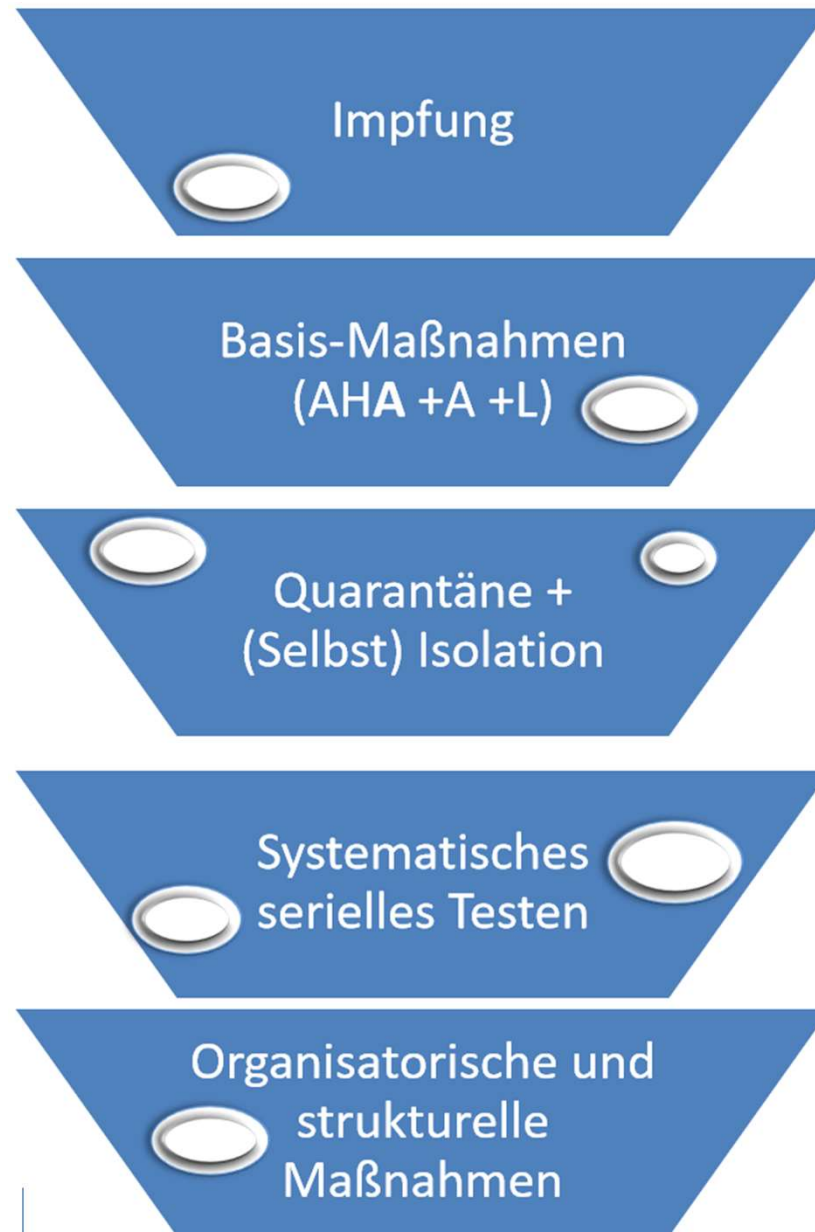 Impfung
Basis-Maßnahmen
(AHA +A +L)
Quarantäne +
(Selbst) Isolation
Systematisches
serielles Testen
Organisatorische und
strukturelle
Maßnahmen